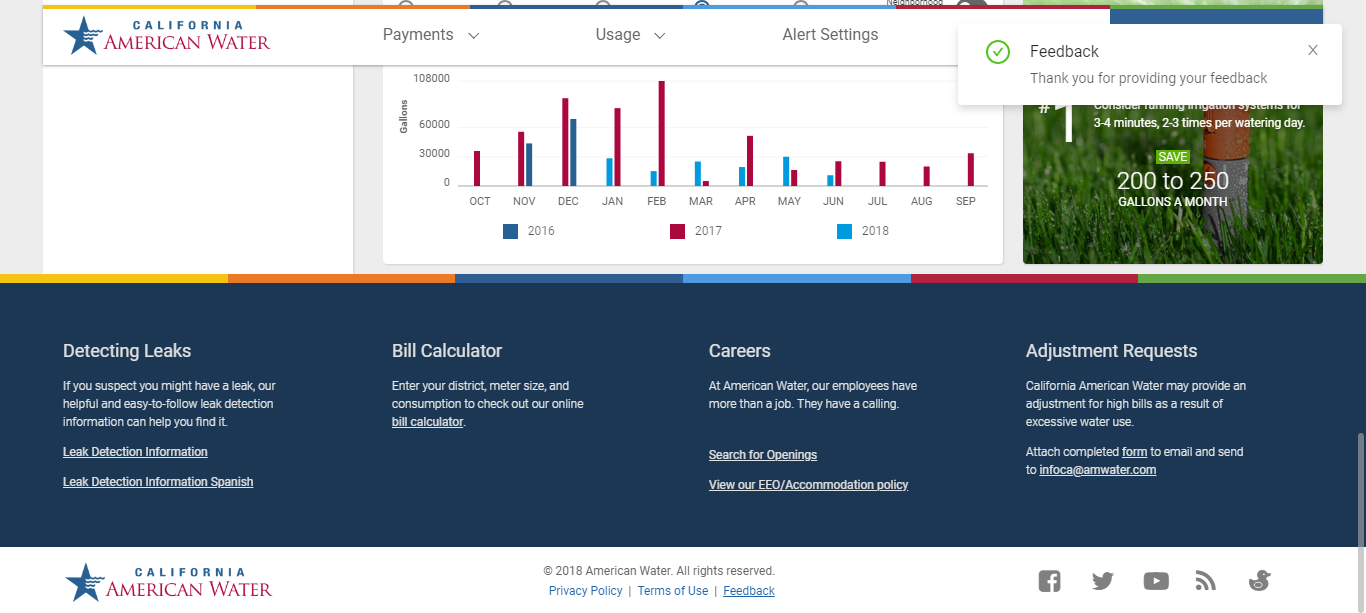 Neighborhood
CALIFORNIA
AMERICAN WATER
Payments
Usage
Alert Settings
Feedback
Thank you for providing your feedback
108000
60000
30000
0
Gallons
OCT NOV DEC JAN FEB MAR APR MAY JUN JUL AUG SEP
2016 2017 2018
#1
Consider running irrigation systems for
3-4 minutes, 2-3 times per watering day.
SAVE
200 to 250
GALLONS A MONTH
Detecting Leaks
If you suspect you might have a leak, our
helpful and easy-to-follow leak detection
information can help you find it.
Leak Detection Information
Leak Detection Information Spanish
Bill Calculator
Enter your district, meter size, and
consumption to check out our online
bill calculator.
Careers
At American Water, our employees have
more than a job. They have a calling.
Search for Openings
View our EEO/Accommodation policy
Adjustment Requests
California American Water may provide an
adjustment for high bills as a result of
excessive water use.
Attach completed form to email and send
to infoca@amwater.com
CALIFORNIA
AMERICAN WATER
© 2018 American Water. All rights reserved.
Privacy Policy | Terms of Use | Feedback